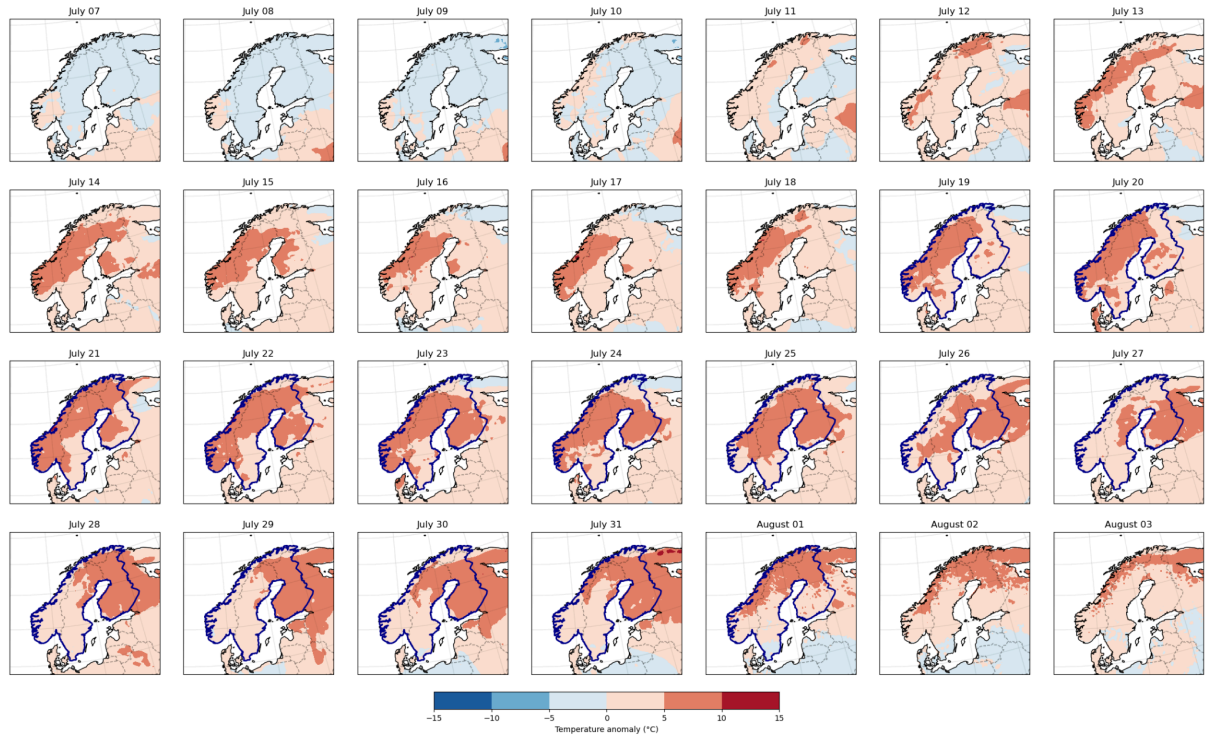 July 07 July 08 July 09 July 10 July 11 July 12 July 13
July 14 July 15 July 16 July 17 July 18 July 19 July 20
July 21 July 22 July 23 July 24 July 25 July 26 July 27
July 28 July 29 July 30 July 31 August 01 August 02 August 03
−15 −10 −5 0 5 10 15
Temperature anomaly (°C)